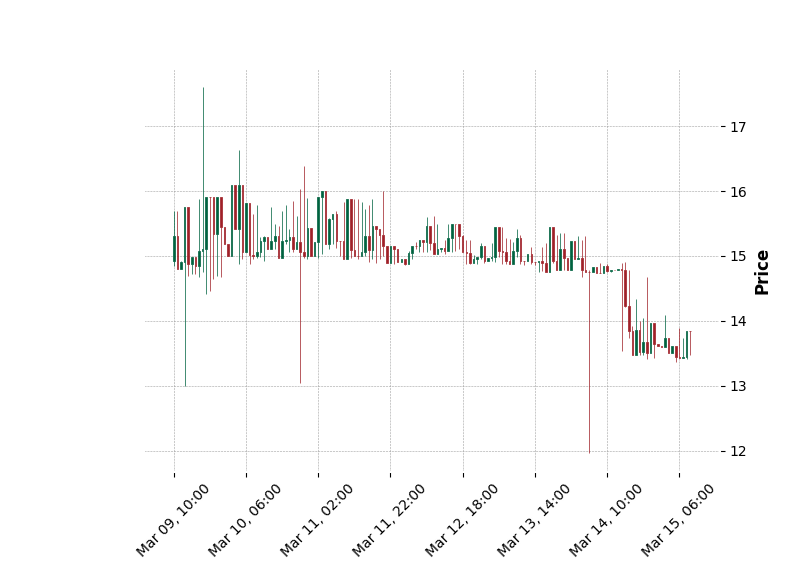 17
16
15
14
13
12
Price
Mar 09, 10:00
Mar 10, 06:00
Mar 11, 02:00
Mar 11, 22:00
Mar 12, 18:00
Mar 13, 14:00
Mar 14, 10:00
Mar 15, 06:00